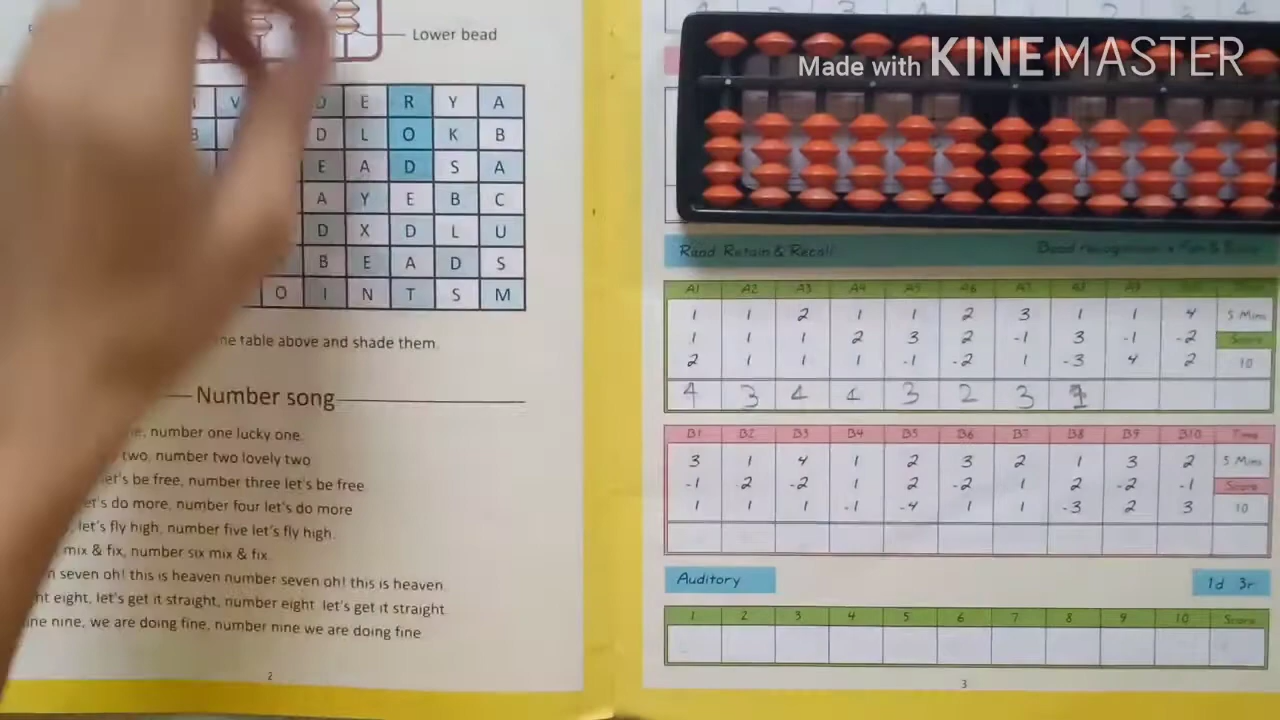 Lower bead
V D E R Y A
B D L O K B
E A D S A
A Y E B C
D X D L U
B E A D S
O I N T S M
the table above and shade them.
Number song
number one lucky one.
two, number two lovely two
let's be free, number three let's be free
let's do more, number four let's do more
let's fly high, number five let's fly high.
mix & fix, number six mix & fix
seven oh! this is heaven number seven oh! this is heaven
eight, let's get it straight, number eight let's get it straight
nine, we are doing fine, number nine we are doing fine
2
Made with KINEMASTER
Read Retain & Recall
A1 A2 A3 A4 A5 A6 A7 A8 A9
1 1 2 1 1 2 3 1 1 4 5 Mins
1 1 1 2 3 2 -1 3 -1 -2 Score
2 1 1 1 -1 -2 1 -3 4 2 10
4 3 4 4 3 2 3 1
B1 B2 B3 B4 B5 B6 B7 B8 B9 B10 Time
3 1 4 1 2 3 2 1 3 2 5 Mins
-1 2 -2 1 2 -2 1 2 -2 -1 Score
1 1 1 -1 -4 1 1 -3 2 3 10
Auditory 1d 3r
1 2 3 4 5 6 7 8 9 10 Score
3